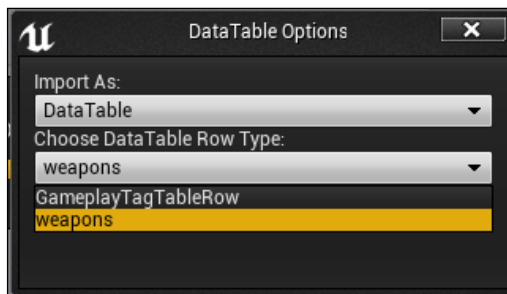 DataTable Options
Import As:
DataTable
Choose DataTable Row Type:
weapons
GameplayTagTableRow
weapons